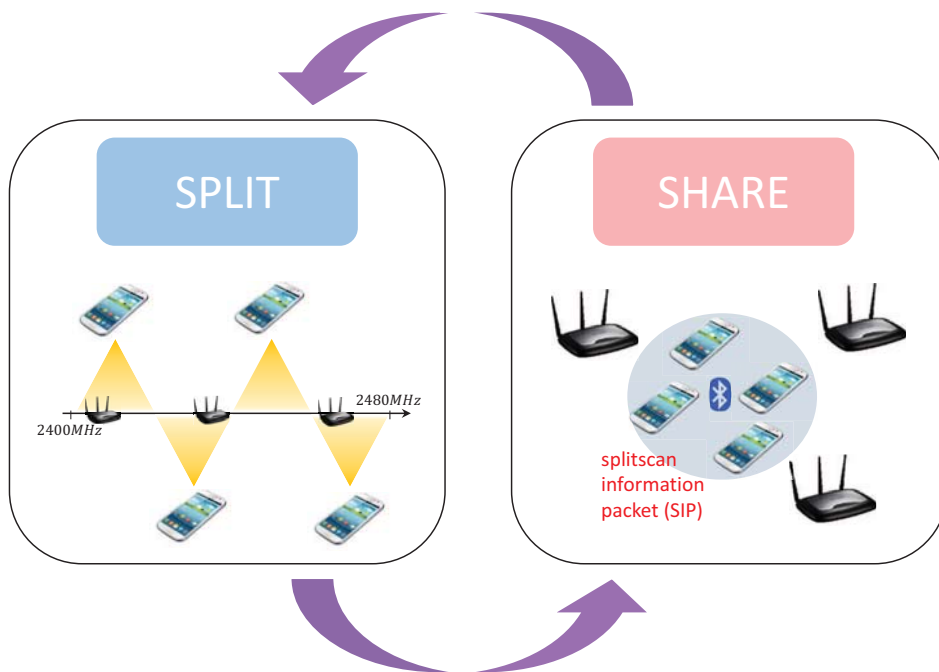 SPLIT
SHARE
2400MHz
2480MHz
splitscan
information
packet (SIP)